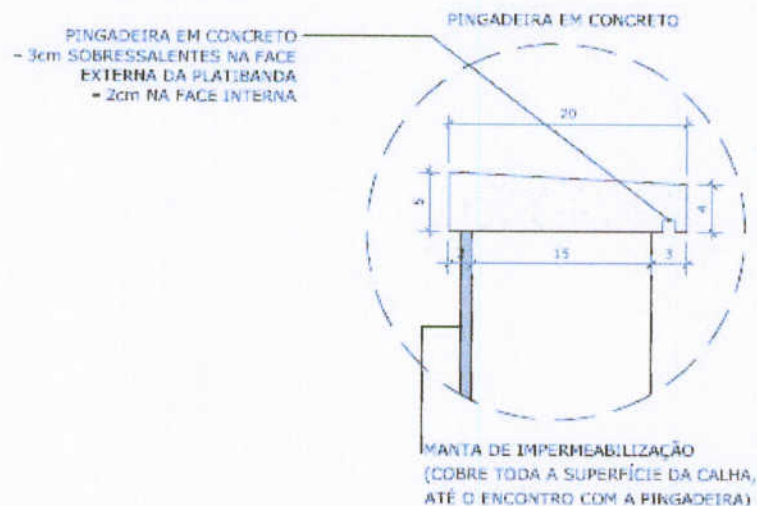 PINGADEIRA EM CONCRETO
- 3cm SOBRESSALENTES NA FACE
EXTERNA DA PLATIBANDA
- 2cm NA FACE INTERNA
PINGADEIRA EM CONCRETO
20
5
4
15
3
MANTA DE IMPERMEABILIZAÇÃO
(COBRE TODA A SUPERFÍCIE DA CALHA,
ATÉ O ENCONTRO COM A PINGADEIRA)